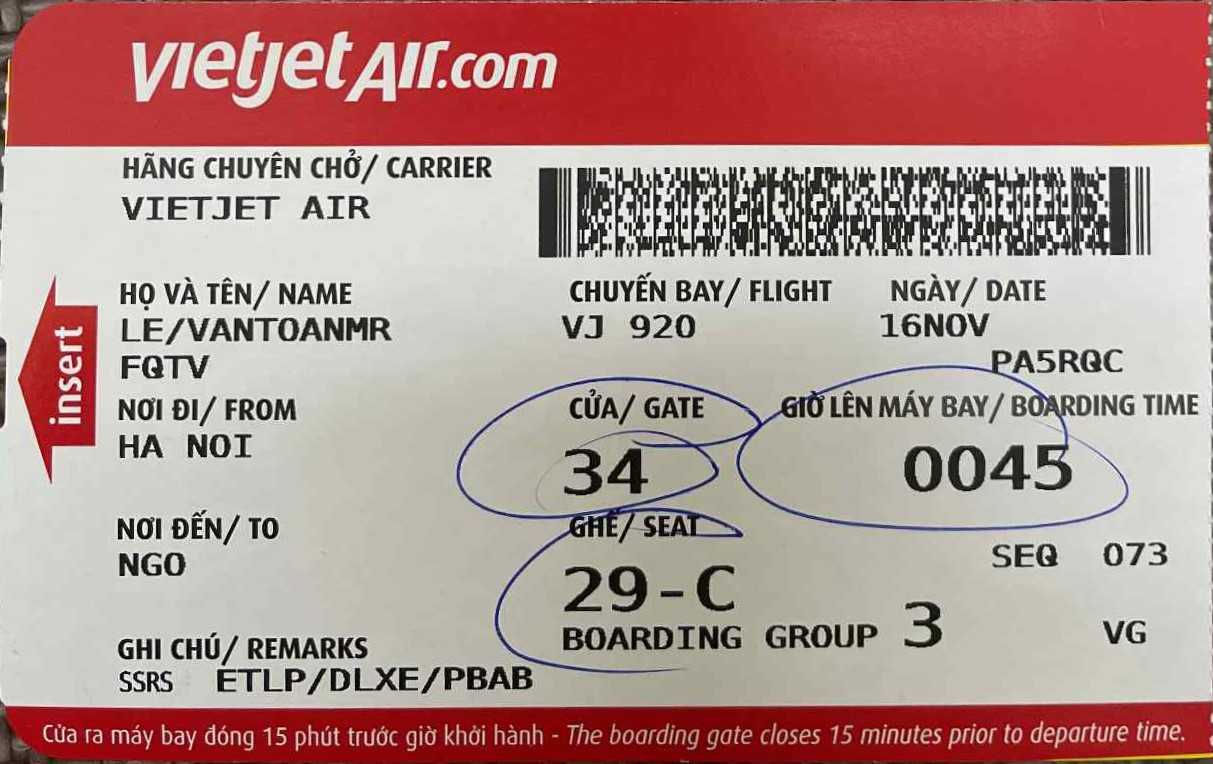 vietjetAir.com
HÃNG CHUYÊN CHỞ/ CARRIER
VIETJET AIR
HỌ VÀ TÊN/ NAME
LE/VANTOANMR
FQTV
CHUYẾN BAY/ FLIGHT
VJ 920
NGÀY/ DATE
16NOV
PA5RQC
insert
NƠI ĐI/ FROM
HA NOI
CỬA/ GATE
34
GIỜ LÊN MÁY BAY/ BOARDING TIME
0045
NƠI ĐẾN/ TO
NGO
GHẾ/ SEAT
29-C
SEQ 073
BOARDING GROUP 3
VG
GHI CHÚ/ REMARKS
SSRS ETLP/DLXE/PBAB
Cửa ra máy bay đóng 15 phút trước giờ khởi hành - The boarding gate closes 15 minutes prior to departure time.